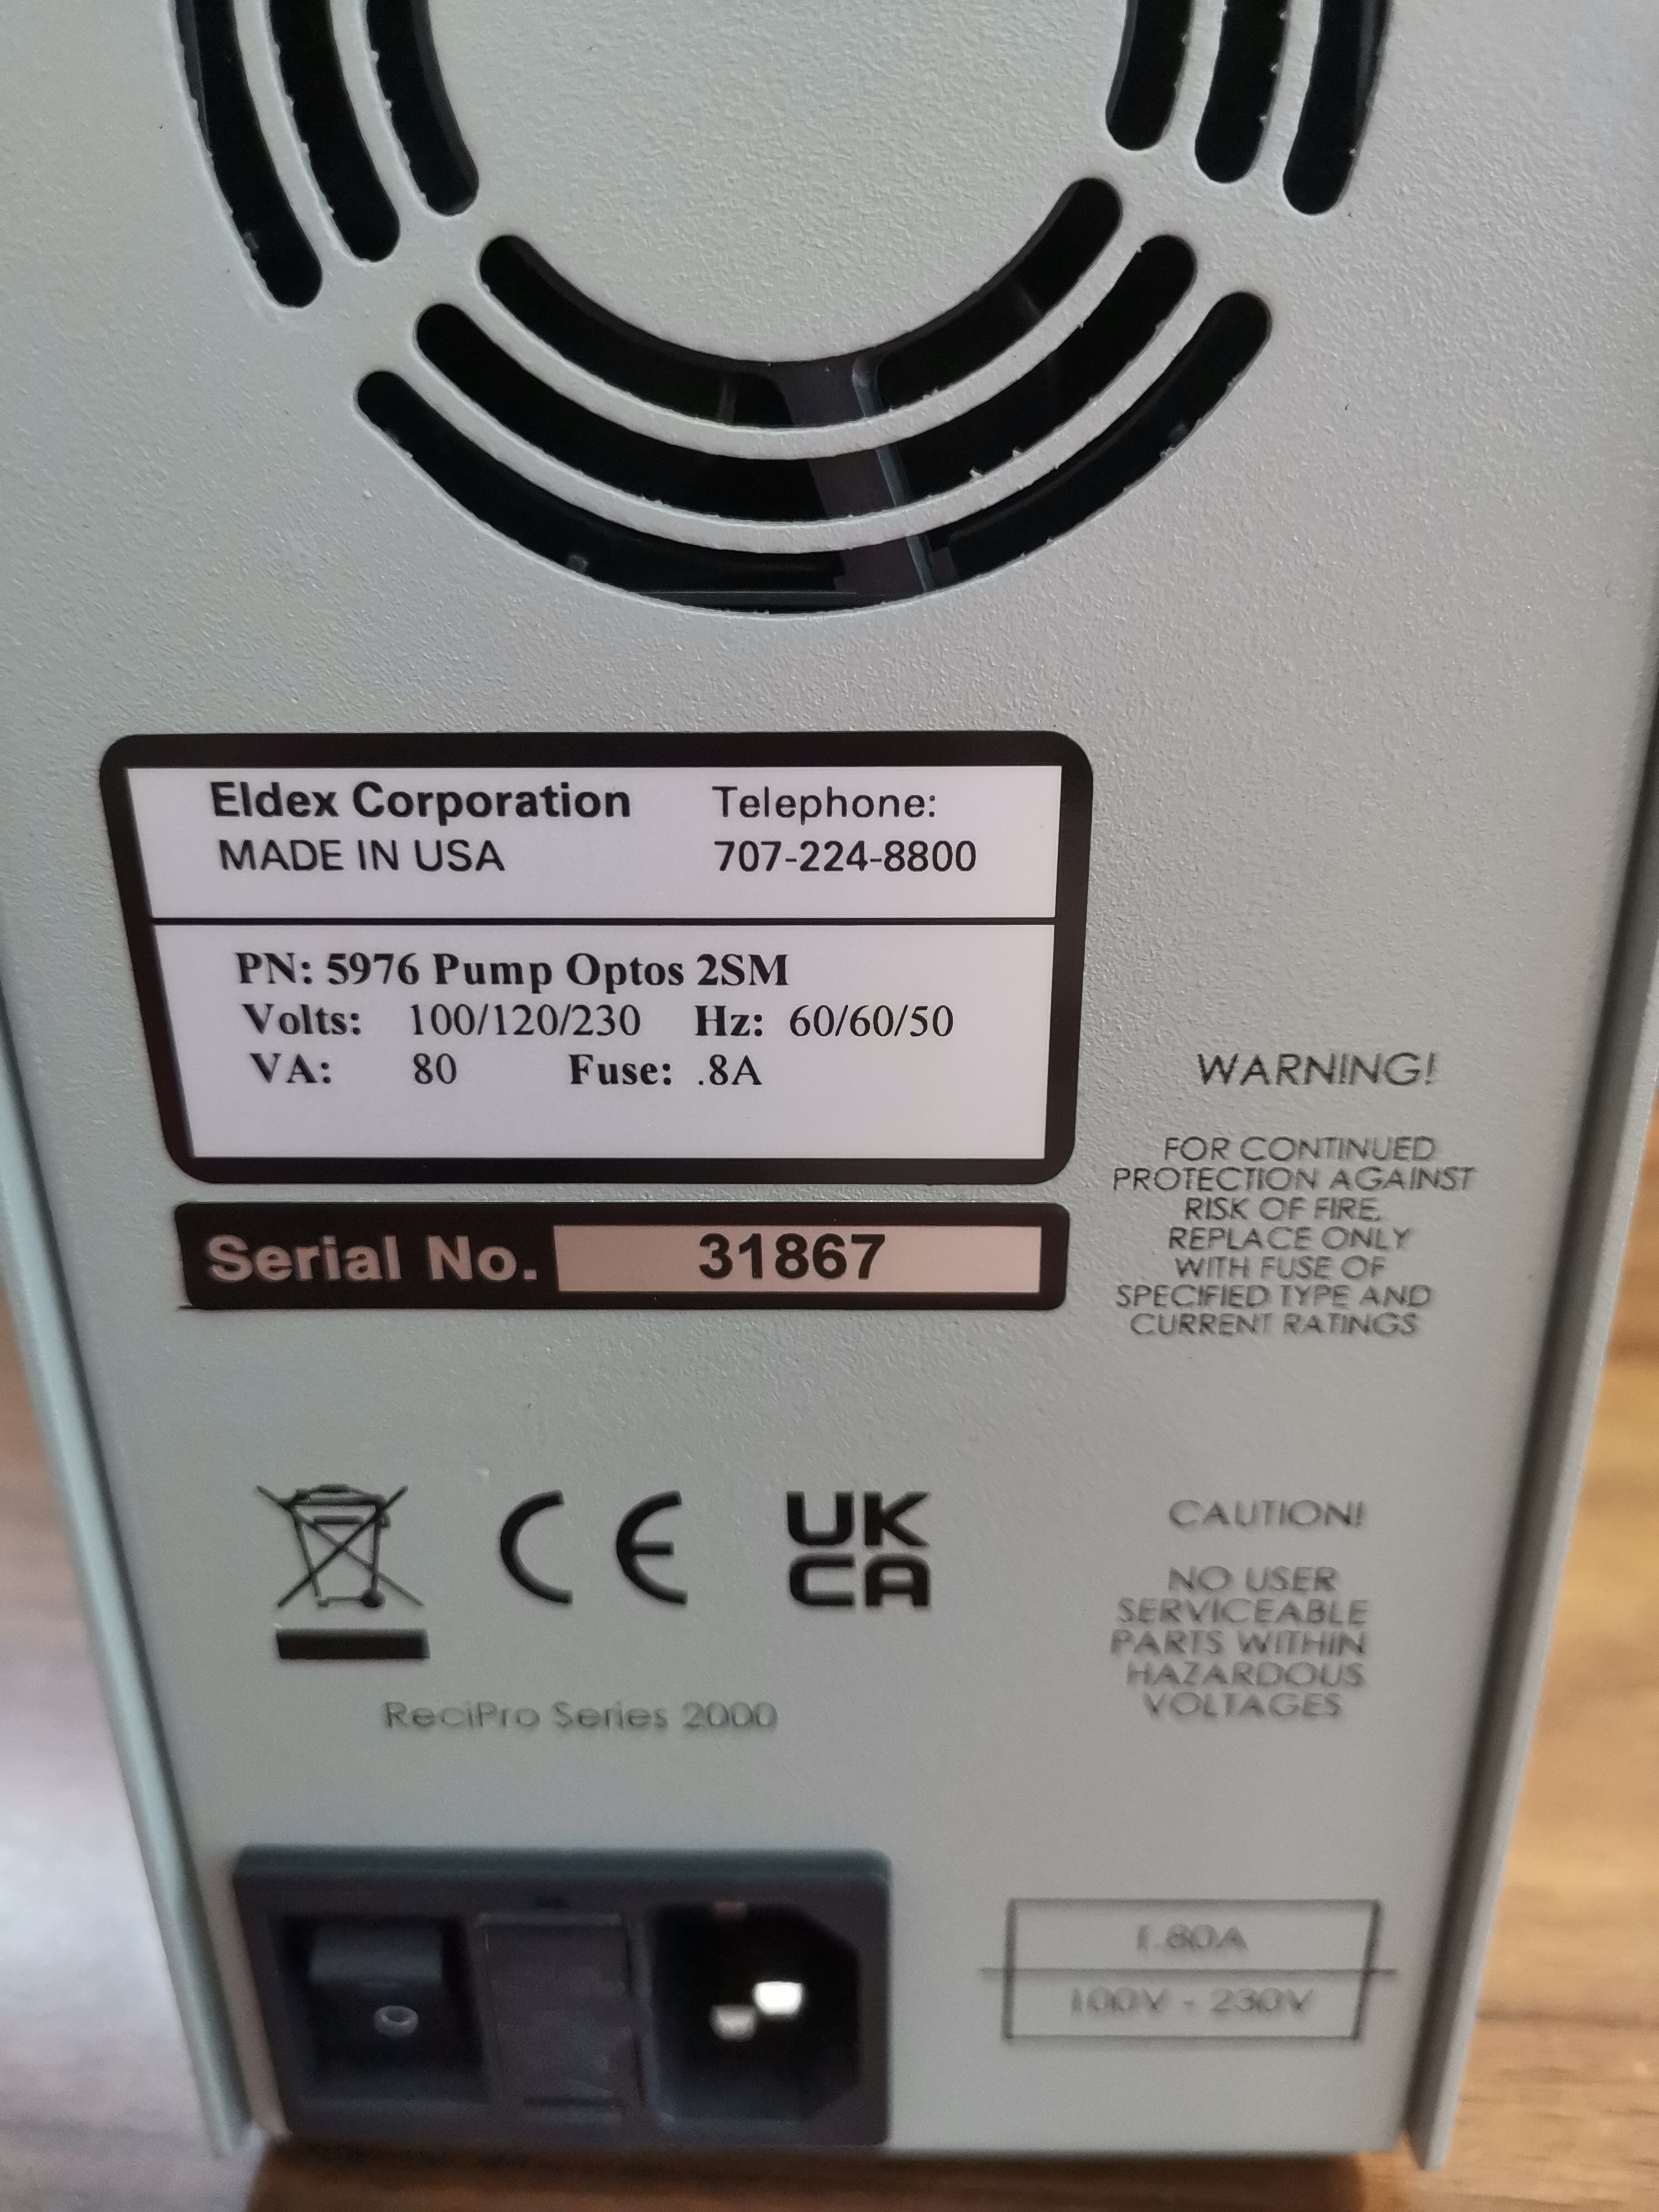 Eldex Corporation
MADE IN USA
Telephone:
707-224-8800
PN: 5976 Pump Optos 2SM
Volts: 100/120/230 Hz: 60/60/50
VA: 80 Fuse: .8A
Serial No. 31867
WARNING!
FOR CONTINUED
PROTECTION AGAINST
RISK OF FIRE,
REPLACE ONLY
WITH FUSE OF
SPECIFIED TYPE AND
CURRENT RATINGS
CE
UK
CA
CAUTION!
NO USER
SERVICEABLE
PARTS WITHIN
HAZARDOUS
VOLTAGES
ReciPro Series 2000
100V - 230V